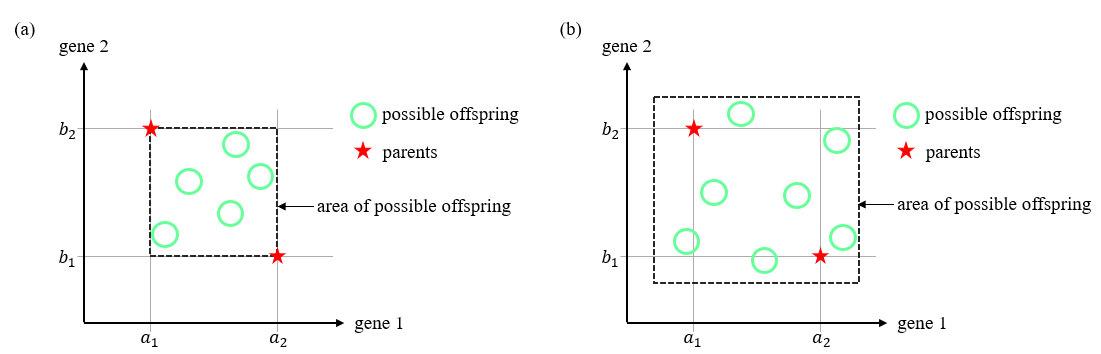 (a)
gene 2
b₂
possible offspring
parents
area of possible offspring
b₁
gene 1
a₁
a₂
(b)
gene 2
b₂
possible offspring
parents
area of possible offspring
b₁
gene 1
a₁
a₂